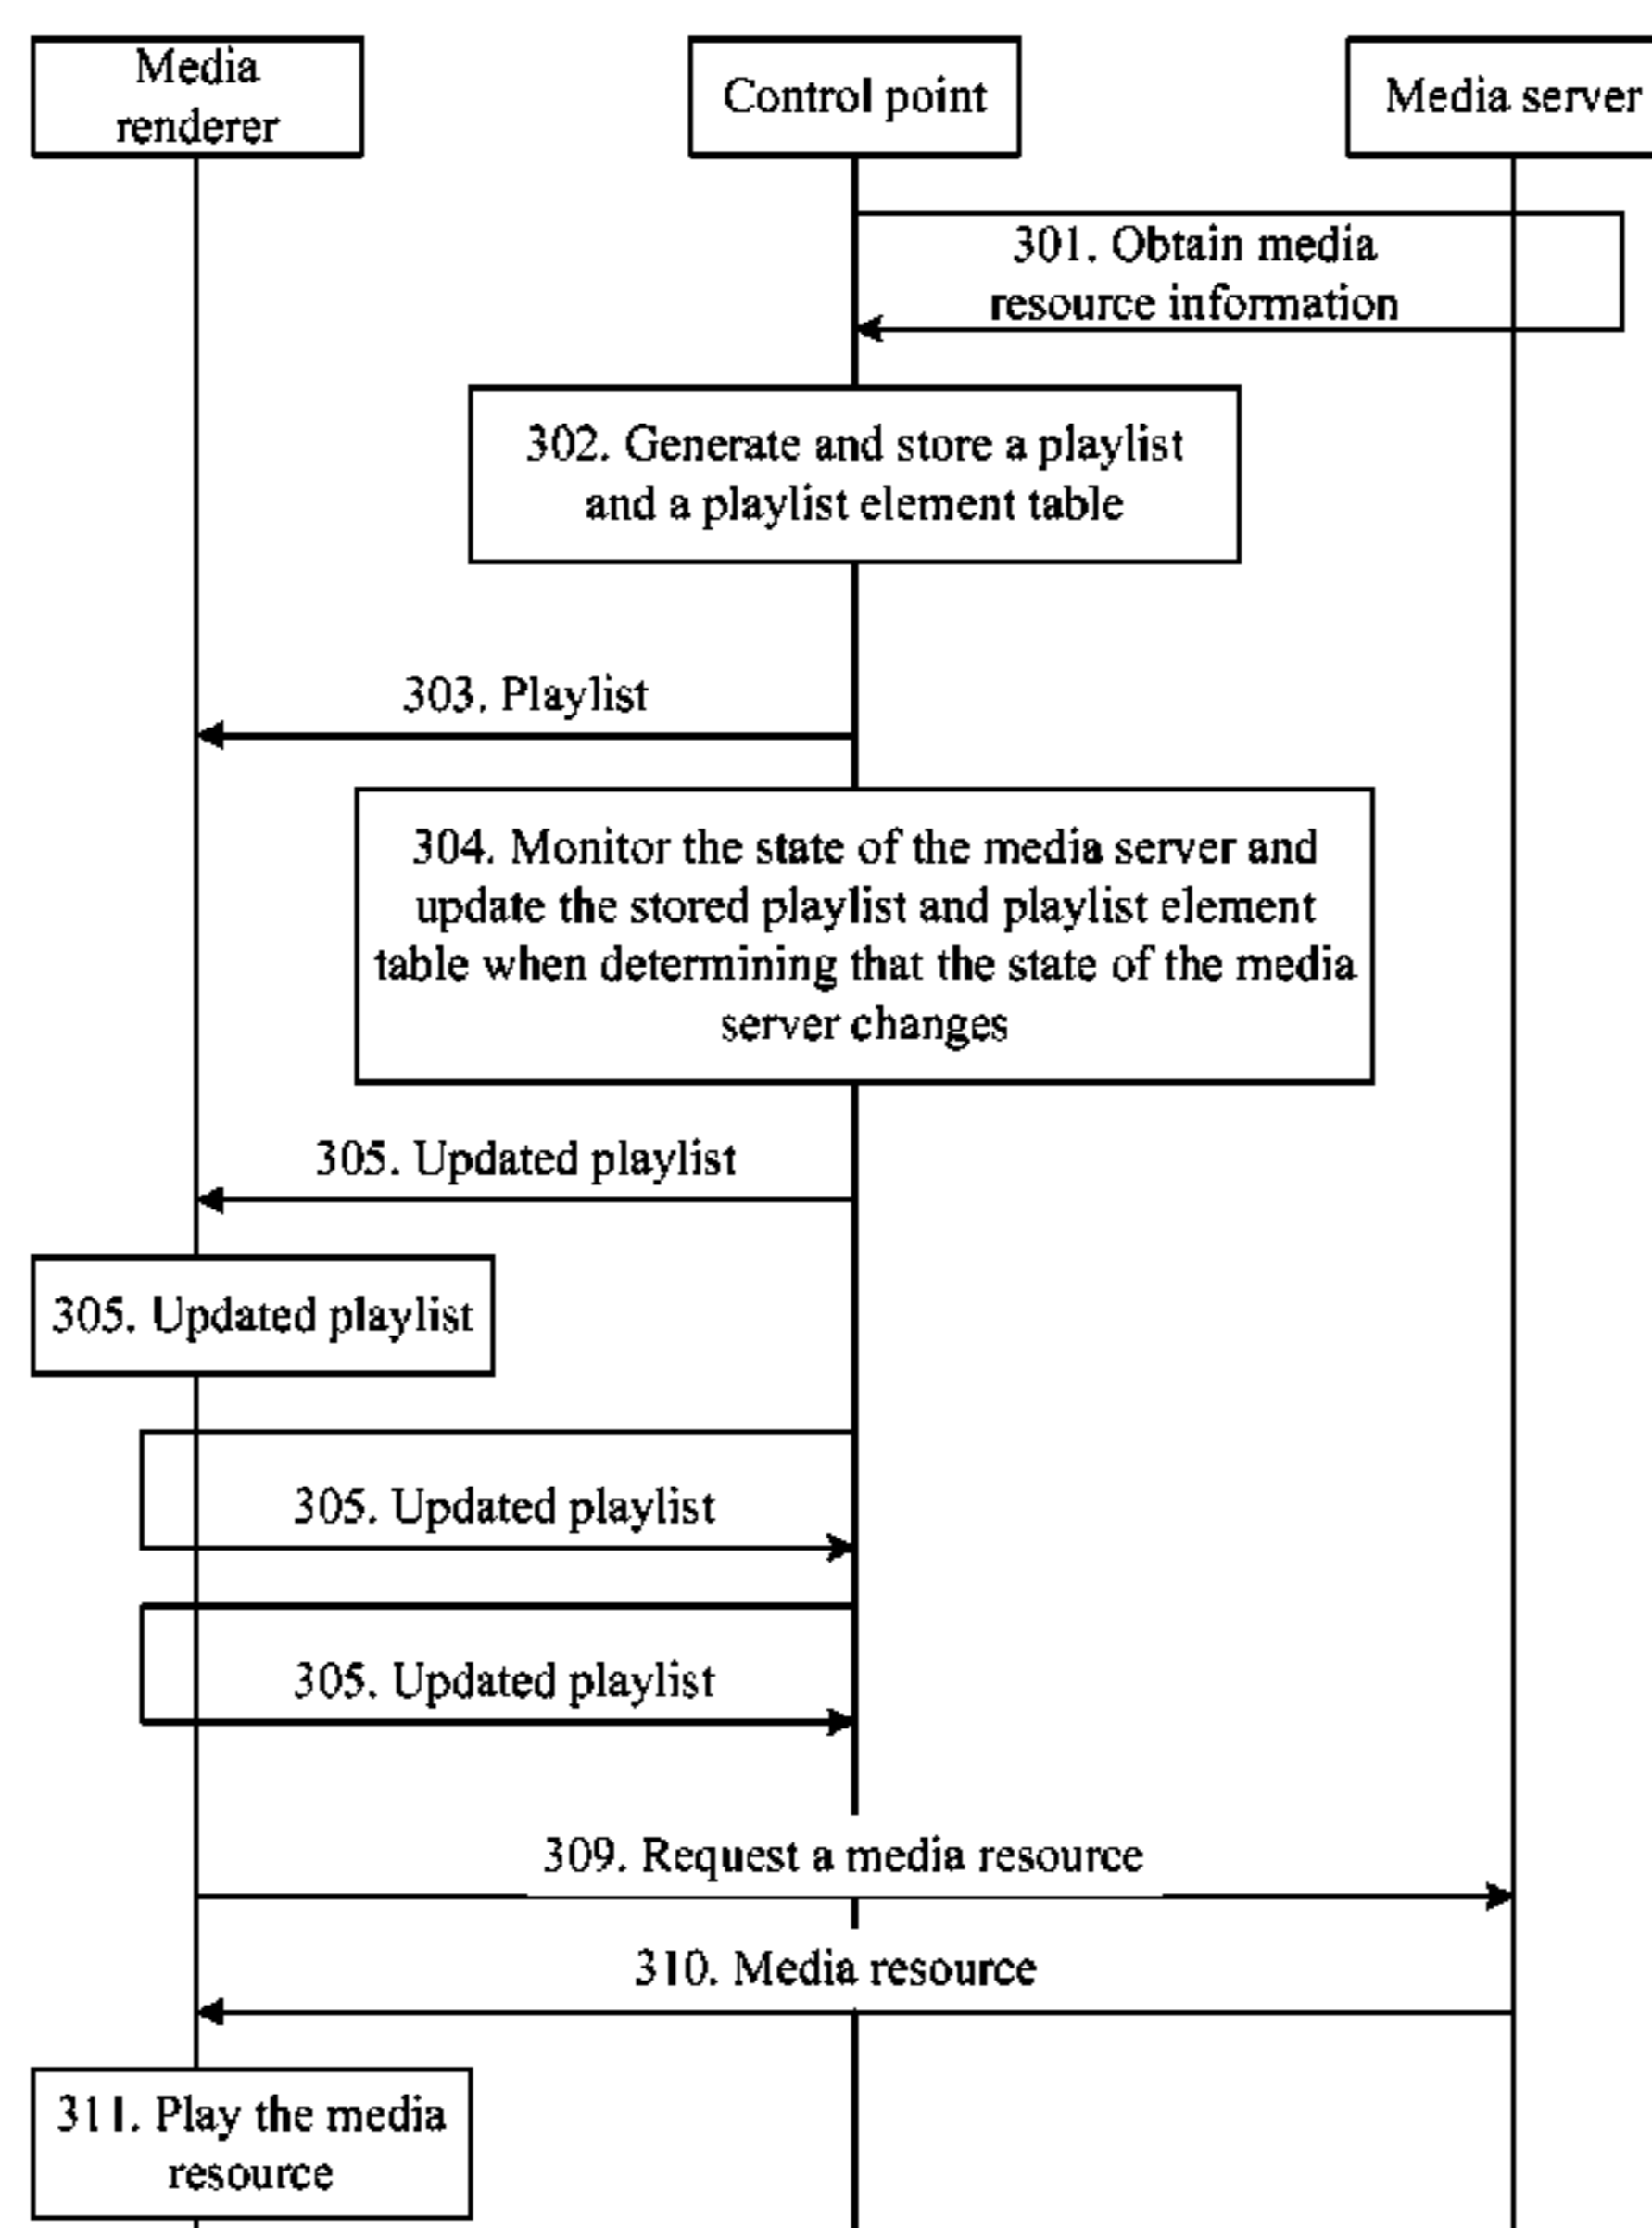 Media
renderer
Control point
Media server
301. Obtain media
resource information
302. Generate and store a playlist
and a playlist element table
303. Playlist
304. Monitor the state of the media server and
update the stored playlist and playlist element
table when determining that the state of the media
server changes
305. Updated playlist
305. Updated playlist
305. Updated playlist
305. Updated playlist
309. Request a media resource
310. Media resource
311. Play the media
resource